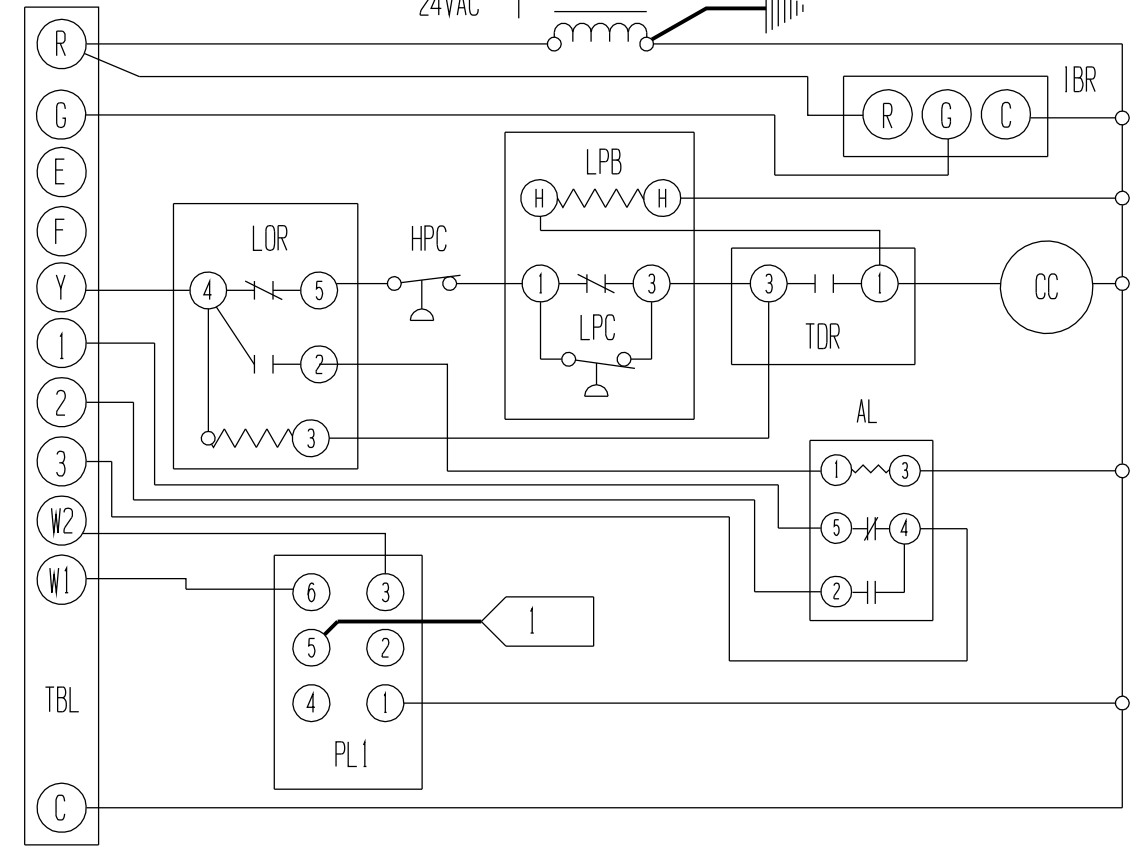 24VAC
R
G
E
F
Y
1
2
3
W2
W1
TBL
C
IBR
R G C
LPB
H H
LOR
HPC
4 5
2
3
1 3
LPC
3 1
TDR
CC
AL
1 3
5 4
2
6 3
5 2
4 1
PL1
1